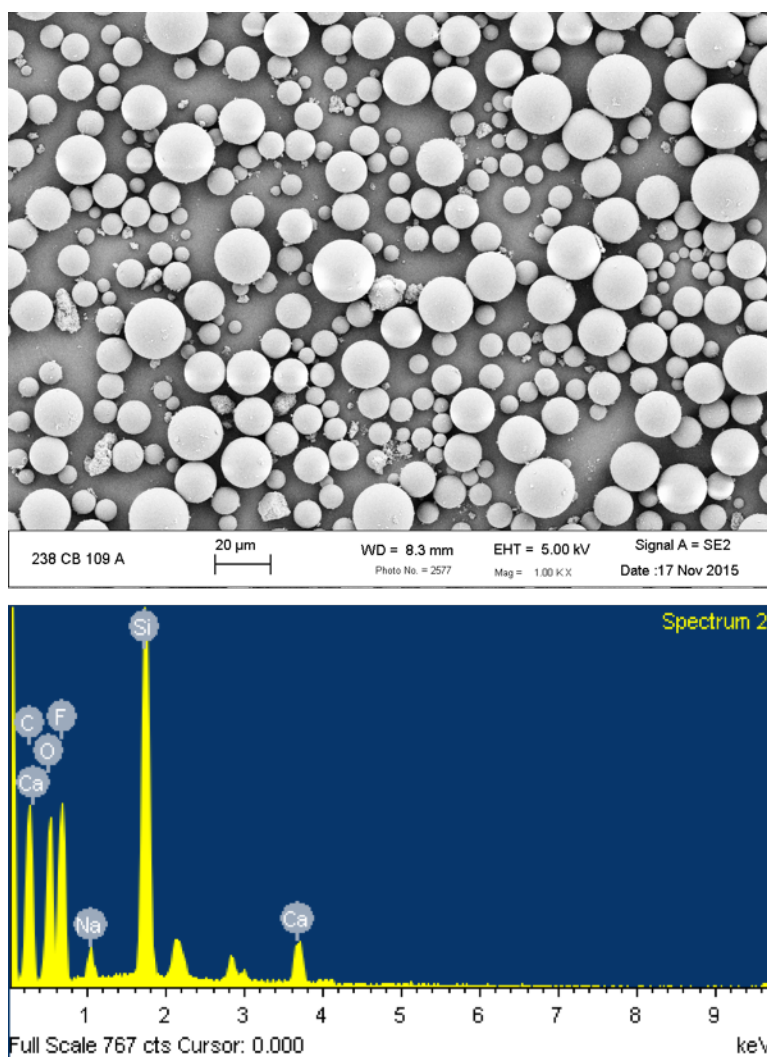 238 CB 109 A
20 µm
WD = 8.3 mm
Photo No. = 2577
EHT = 5.00 kV
Mag = 1.00 K X
Signal A = SE2
Date :17 Nov 2015
Spectrum 2
Si
C
F
O
Ca
Na
Ca
1 2 3 4 5 6 7 8 9
Full Scale 767 cts Cursor: 0.000
keV